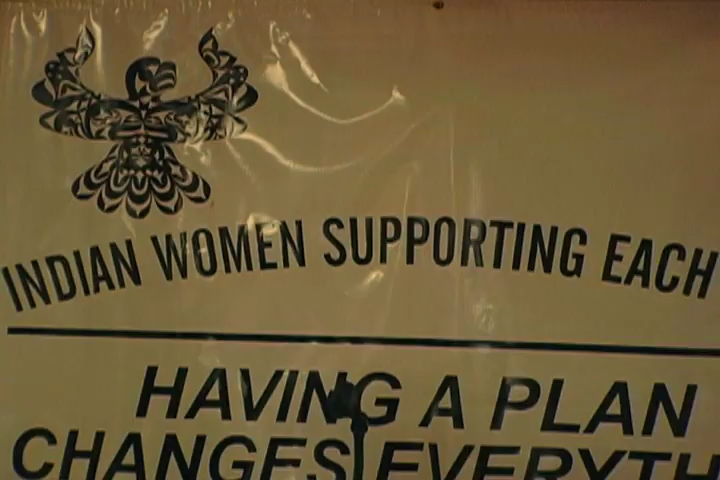 INDIAN WOMEN SUPPORTING EACH
HAVING A PLAN
CHANGES EVERYTH